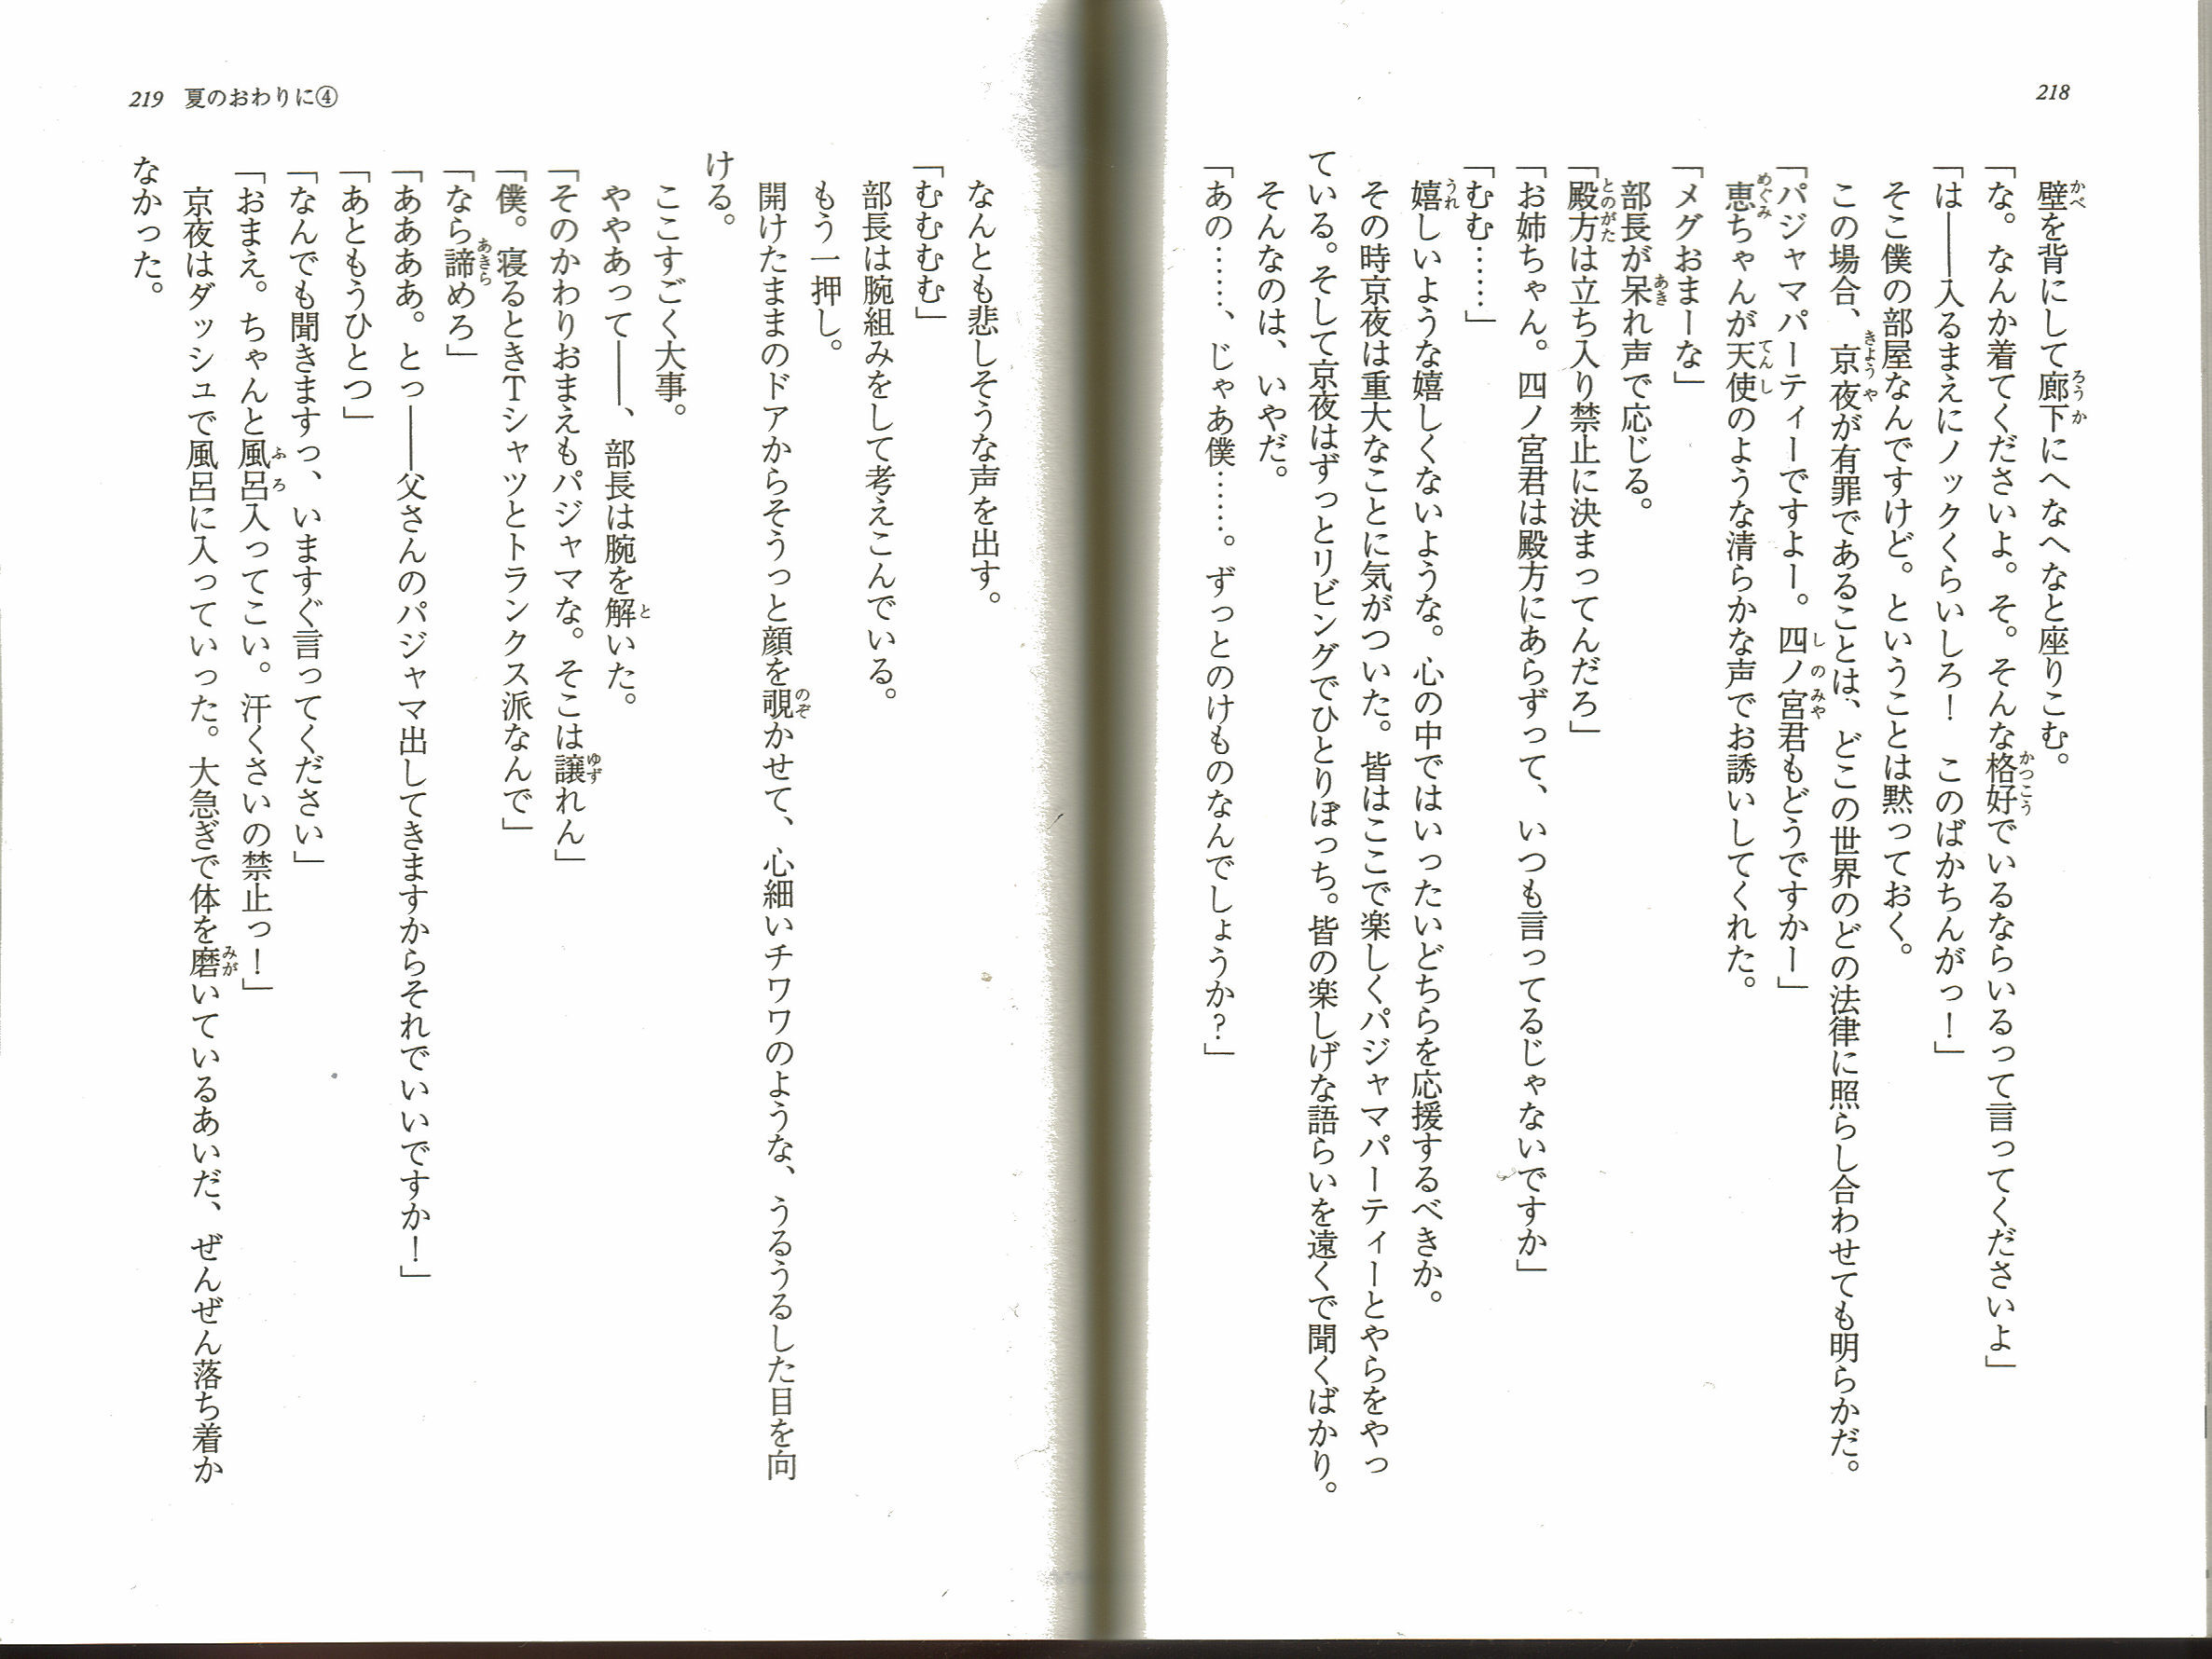 218
壁を背にして廊下にへなへなと座りこむ。
「な。なんか着てくださいよ。そ。そんな格好でいるならいるって言ってくださいよ」
「は――入るまえにノックくらいしろ！　このばかちんがっ！」
そこ僕の部屋なんですけど。ということは黙っておく。
この場合、京夜が有罪であることは、どこの世界のどの法律に照らし合わせても明らかだ。
「パジャマパーティーですよー。四ノ宮君もどうですかー」
恵ちゃんが天使のような清らかな声でお誘いしてくれた。
「メグおまーな」
部長が呆れ声で応じる。
「殿方は立ち入り禁止に決まってんだろ」
「お姉ちゃん。四ノ宮君は殿方にあらずって、いつも言ってるじゃないですか」
「むむ……」
嬉しいような嬉しくないような。心の中ではいったいどちらを応援するべきか。
その時京夜は重大なことに気がついた。皆はここで楽しくパジャマパーティーとやらをやっ
ている。そして京夜はずっとリビングでひとりぼっち。皆の楽しげな語らいを遠くで聞くばかり。
そんなのは、いやだ。
「あの……、じゃあ僕……。ずっとのけものなんでしょうか？」
219 夏のおわりに④
なんとも悲しそうな声を出す。
「むむむむ」
部長は腕組みをして考えこんでいる。
もう一押し。
開けたままのドアからそうっと顔を覗かせて、心細いチワワのような、うるうるした目を向
ける。
ここすごく大事。
ややあって――、部長は腕を解いた。
「そのかわりおまえもパジャマな。そこは譲れん」
「僕。寝るときTシャツとトランクス派なんで」
「なら諦めろ」
「ああああ。とっ――父さんのパジャマ出してきますからそれでいいですか！」
「あともうひとつ」
「なんでも聞きますっ、いますぐ言ってください」
「おまえ。ちゃんと風呂入ってこい。汗くさいの禁止っ！」
京夜はダッシュで風呂に入っていった。大急ぎで体を磨いているあいだ、ぜんぜん落ち着か
なかった。